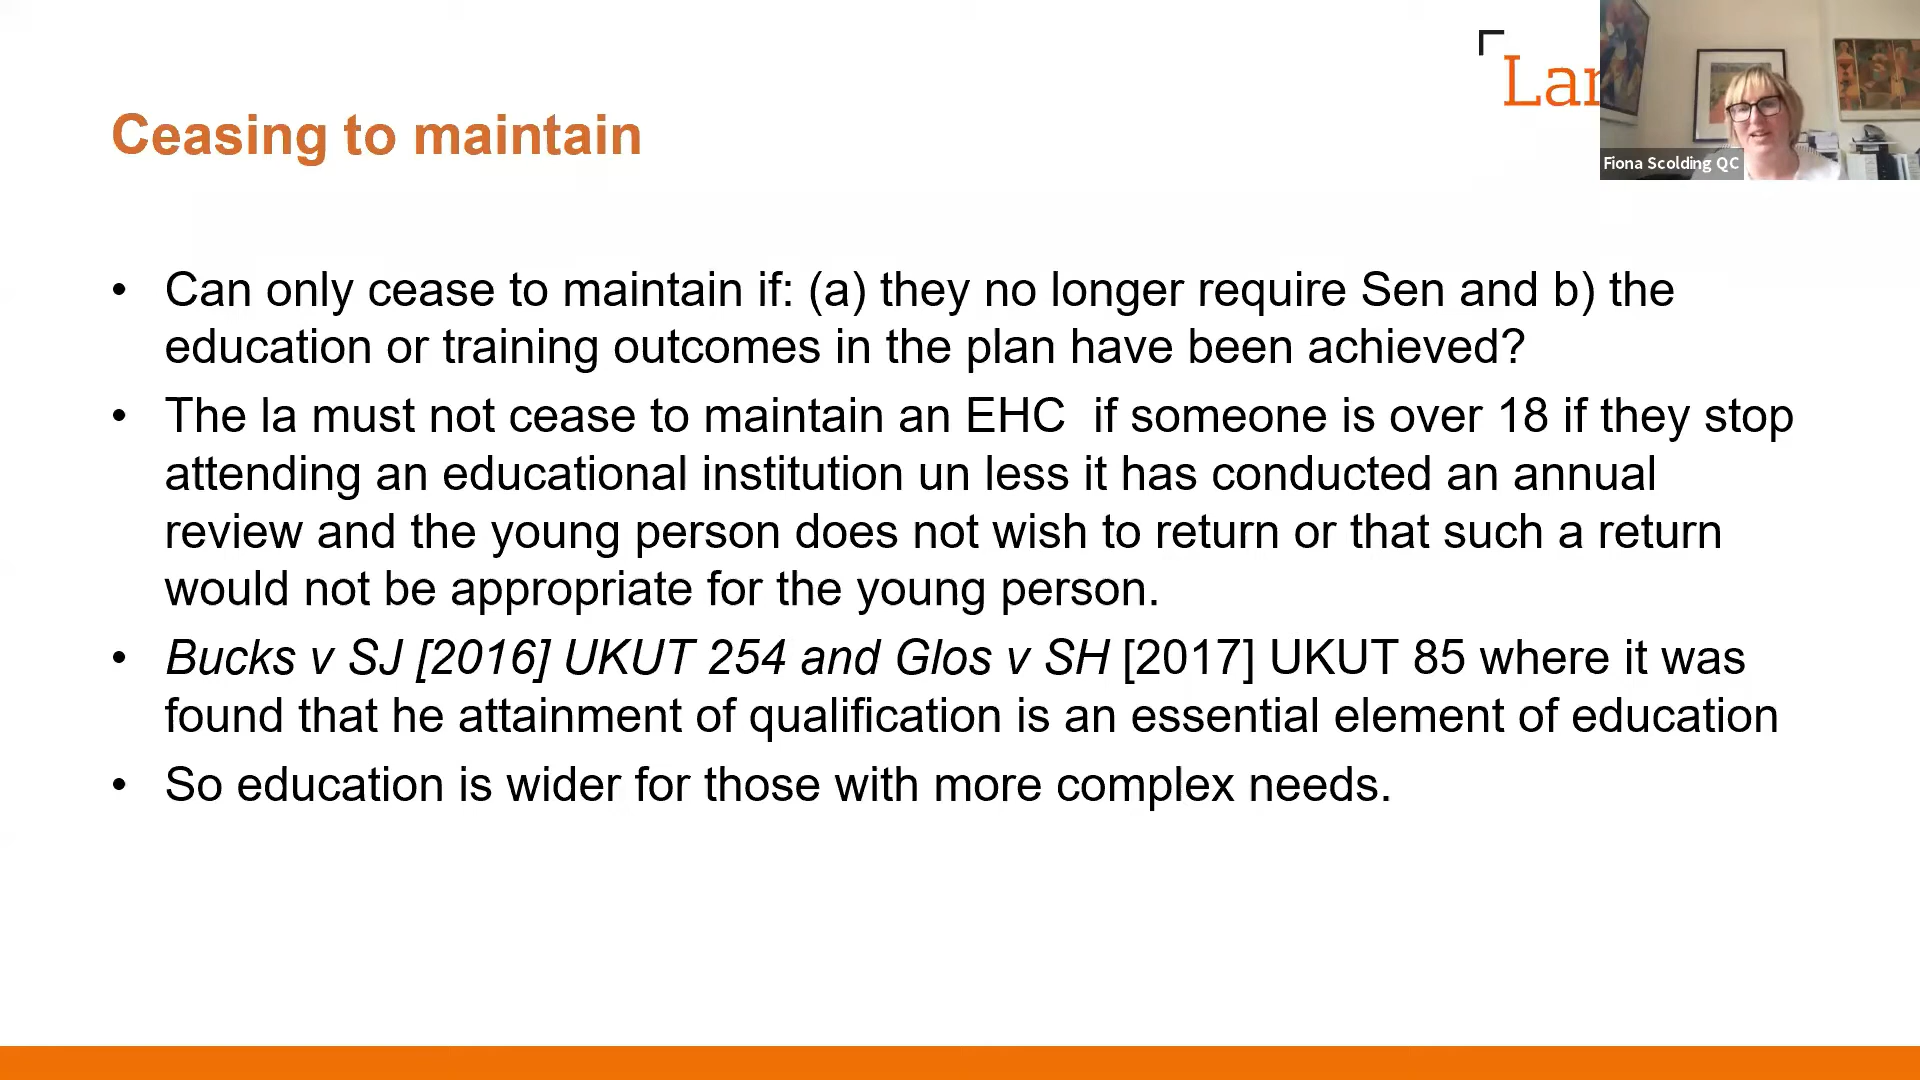 Lar
Fiona Scolding QC
Ceasing to maintain
• Can only cease to maintain if: (a) they no longer require Sen and b) the
education or training outcomes in the plan have been achieved?
• The la must not cease to maintain an EHC  if someone is over 18 if they stop
attending an educational institution un less it has conducted an annual
review and the young person does not wish to return or that such a return
would not be appropriate for the young person.
• Bucks v SJ [2016] UKUT 254 and Glos v SH [2017] UKUT 85 where it was
found that he attainment of qualification is an essential element of education
• So education is wider for those with more complex needs.